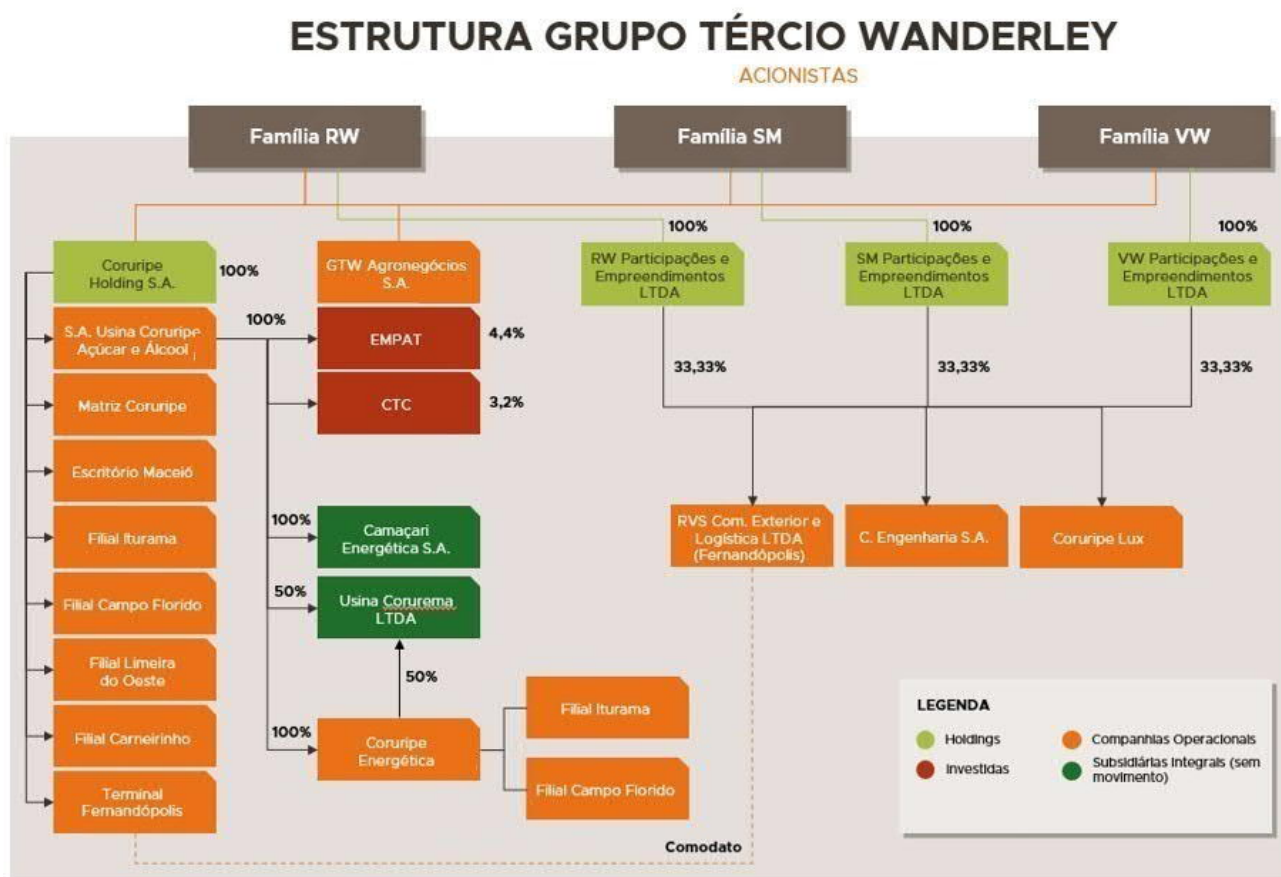 ESTRUTURA GRUPO TÉRCIO WANDERLEY
ACIONISTAS
Família RW
Família SM
Família VW
100%
100%
100%
Coruripe
Holding S.A.
100%
GTW Agronegócios
S.A.
RW Participações e
Empreendimentos
LTDA
SM Participações e
Empreendimentos
LTDA
VW Participações e
Empreendimentos
LTDA
S.A. Usina Coruripe
Açúcar e Álcool
100%
EMPAT
4,4%
33,33%
33,33%
33,33%
Matriz Coruripe
CTC
3,2%
Escritório Maceió
Filial Iturama
100%
Camaçari
Energética S.A.
RVS Com. Exterior e
Logística LTDA
(Fernandópolis)
C. Engenharia S.A.
Coruripe Lux
Filial Campo Florido
50%
Usina Corurema
LTDA
Filial Limeira
do Oeste
50%
Filial Carneirinho
100%
Coruripe
Energética
Filial Iturama
Filial Campo Florido
Terminal
Fernandópolis
Comodato
LEGENDA
Holdings
Companhias Operacionais
Investidas
Subsidiárias Integrais (sem
movimento)